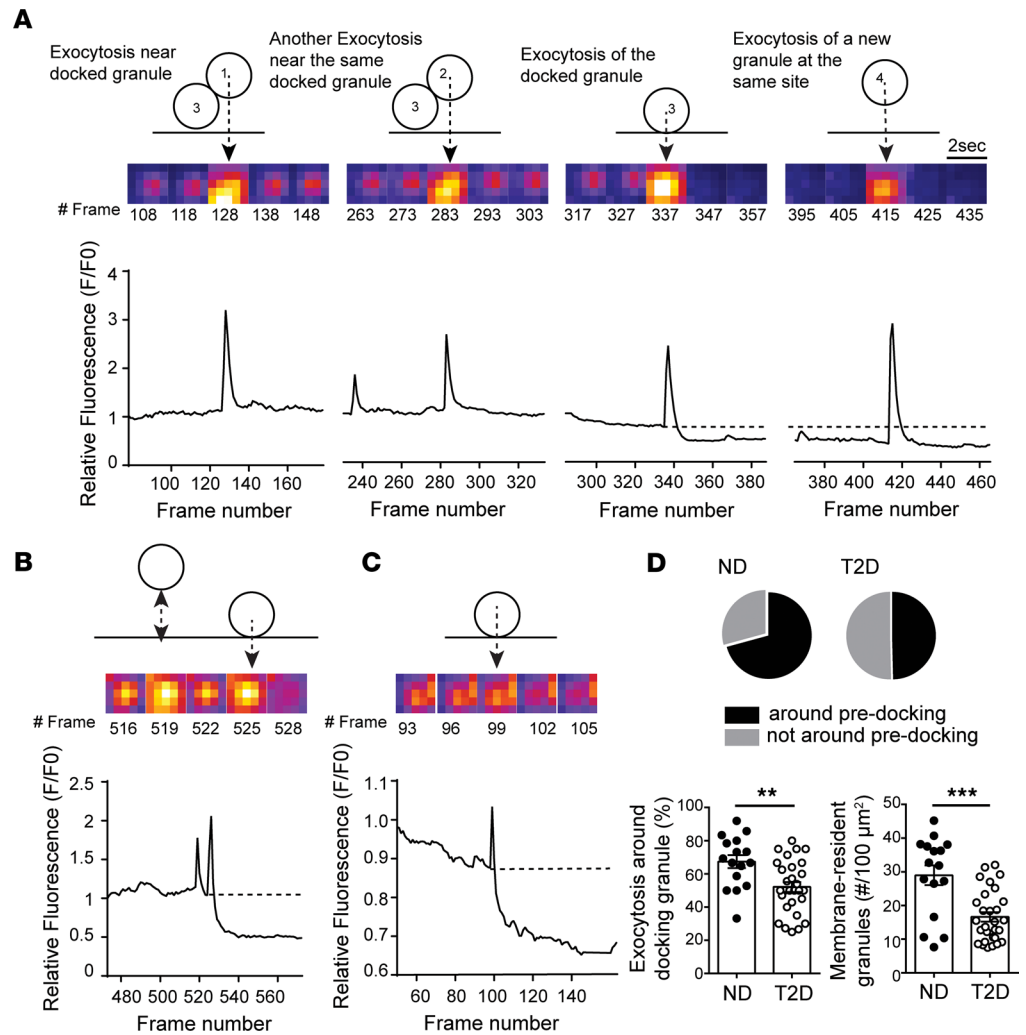 A
Exocytosis near
docked granule
Another Exocytosis
near the same
docked granule
Exocytosis of the
docked granule
Exocytosis of a new
granule at the
same site
1
3
2
3
3
4
2sec
# Frame
108 118 128 138 148
263 273 283 293 303
317 327 337 347 357
395 405 415 425 435
Relative Fluorescence (F/F0)
4
3
2
1
0
100 120 140 160
Frame number
240 260 280 300 320
Frame number
300 320 340 360 380
Frame number
380 400 420 440 460
Frame number
B
# Frame
516 519 522 525 528
Relative Fluorescence (F/F0)
2.5
2
1.5
1
0.5
0
480 500 520 540 560
Frame number
C
# Frame
93 96 99 102 105
Relative Fluorescence (F/F0)
1.1
1.0
0.9
0.8
0.7
0.6
60 80 100 120 140
Frame number
D
ND
T2D
around pre-docking
not around pre-docking
Exocytosis around
docking granule (%)
100
80
60
40
20
0
**
ND T2D
Membrane-resident
granules (#/100 µm²)
50
40
30
20
10
0
***
ND T2D